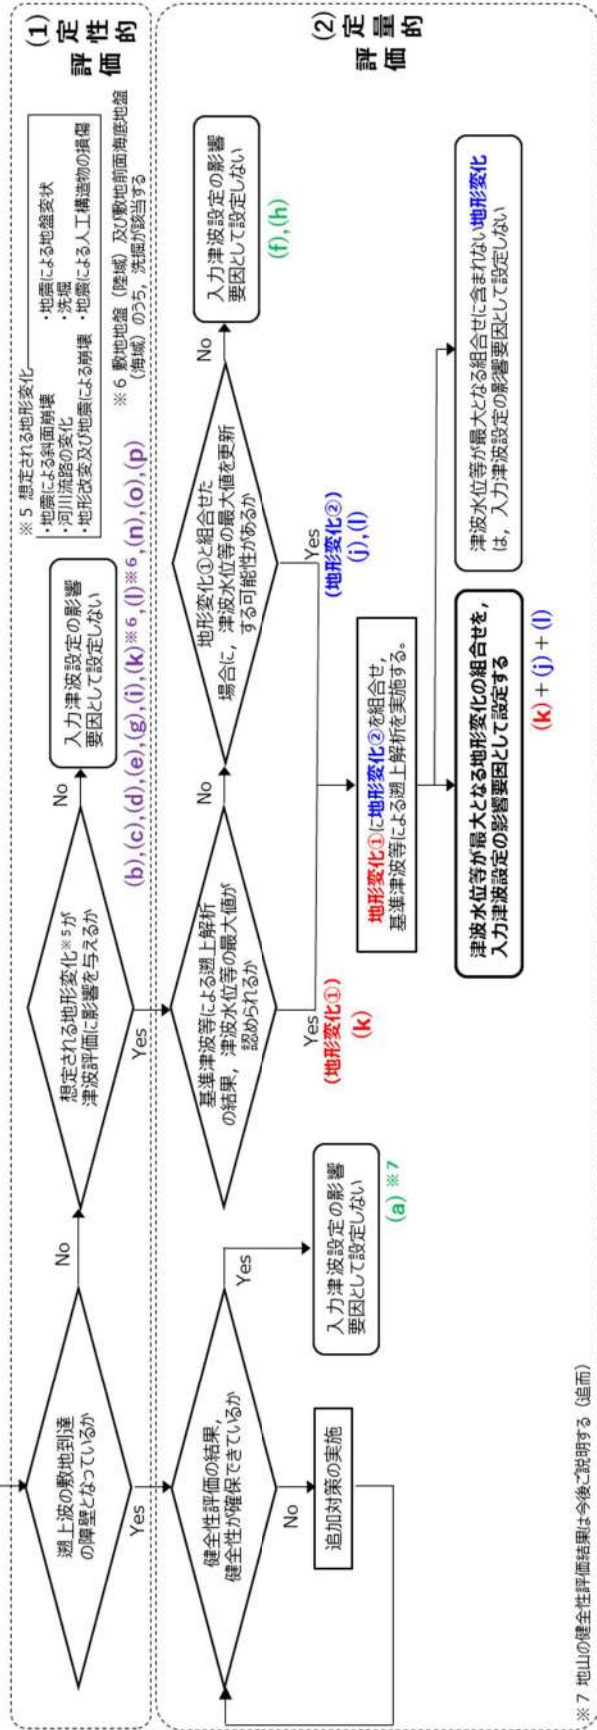 (1)
定性的
評価
※5 想定される地形変化
・地震による斜面崩壊
・河川流路の変化
・地形改変及び地震による崩壊
・地震による地盤変状
・洗掘
・地震による人工構造物の損傷
※6 敷地地盤（陸域）及び敷地前面海底地盤
（海域）のうち，洗掘が該当する
遡上波の敷地到達
の障壁となっているか
No
Yes
想定される地形変化※5が
津波評価に影響を与えるか
No
Yes
入力津波設定の影響
要因として設定しない
(b),(c),(d),(e),(g),(i),(k)※6,(l)※6,(n),(o),(p)
(2)
定量的
評価
健全性評価の結果，
健全性が確保できているか
Yes
No
追加対策の実施
入力津波設定の影響
要因として設定しない
(a)※7
基準津波等による遡上解析
の結果，津波水位等の最大値が
認められるか
No
Yes
(地形変化①)
(k)
地形変化①と組合せた
場合に，津波水位等の最大値を更新
する可能性があるか
No
Yes
(地形変化②)
(j),(l)
入力津波設定の影響
要因として設定しない
(f),(h)
地形変化①に地形変化②を組合せ，
基準津波等による遡上解析を実施する。
津波水位等が最大となる地形変化の組合せを，
入力津波設定の影響要因として設定する
(k)＋(j)＋(l)
津波水位等が最大となる組合せに含まれない地形変化
は，入力津波設定の影響要因として設定しない
※7 地山の健全性評価結果は今後ご説明する（追而）